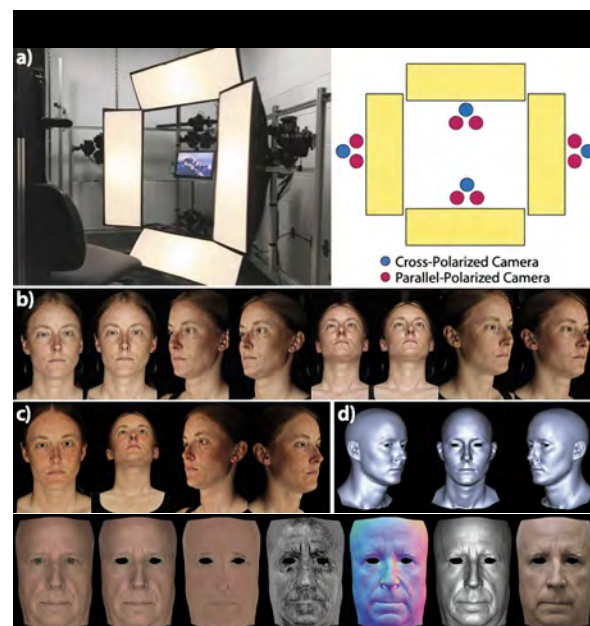 a)
Cross-Polarized Camera
Parallel-Polarized Camera
b)
c)
d)